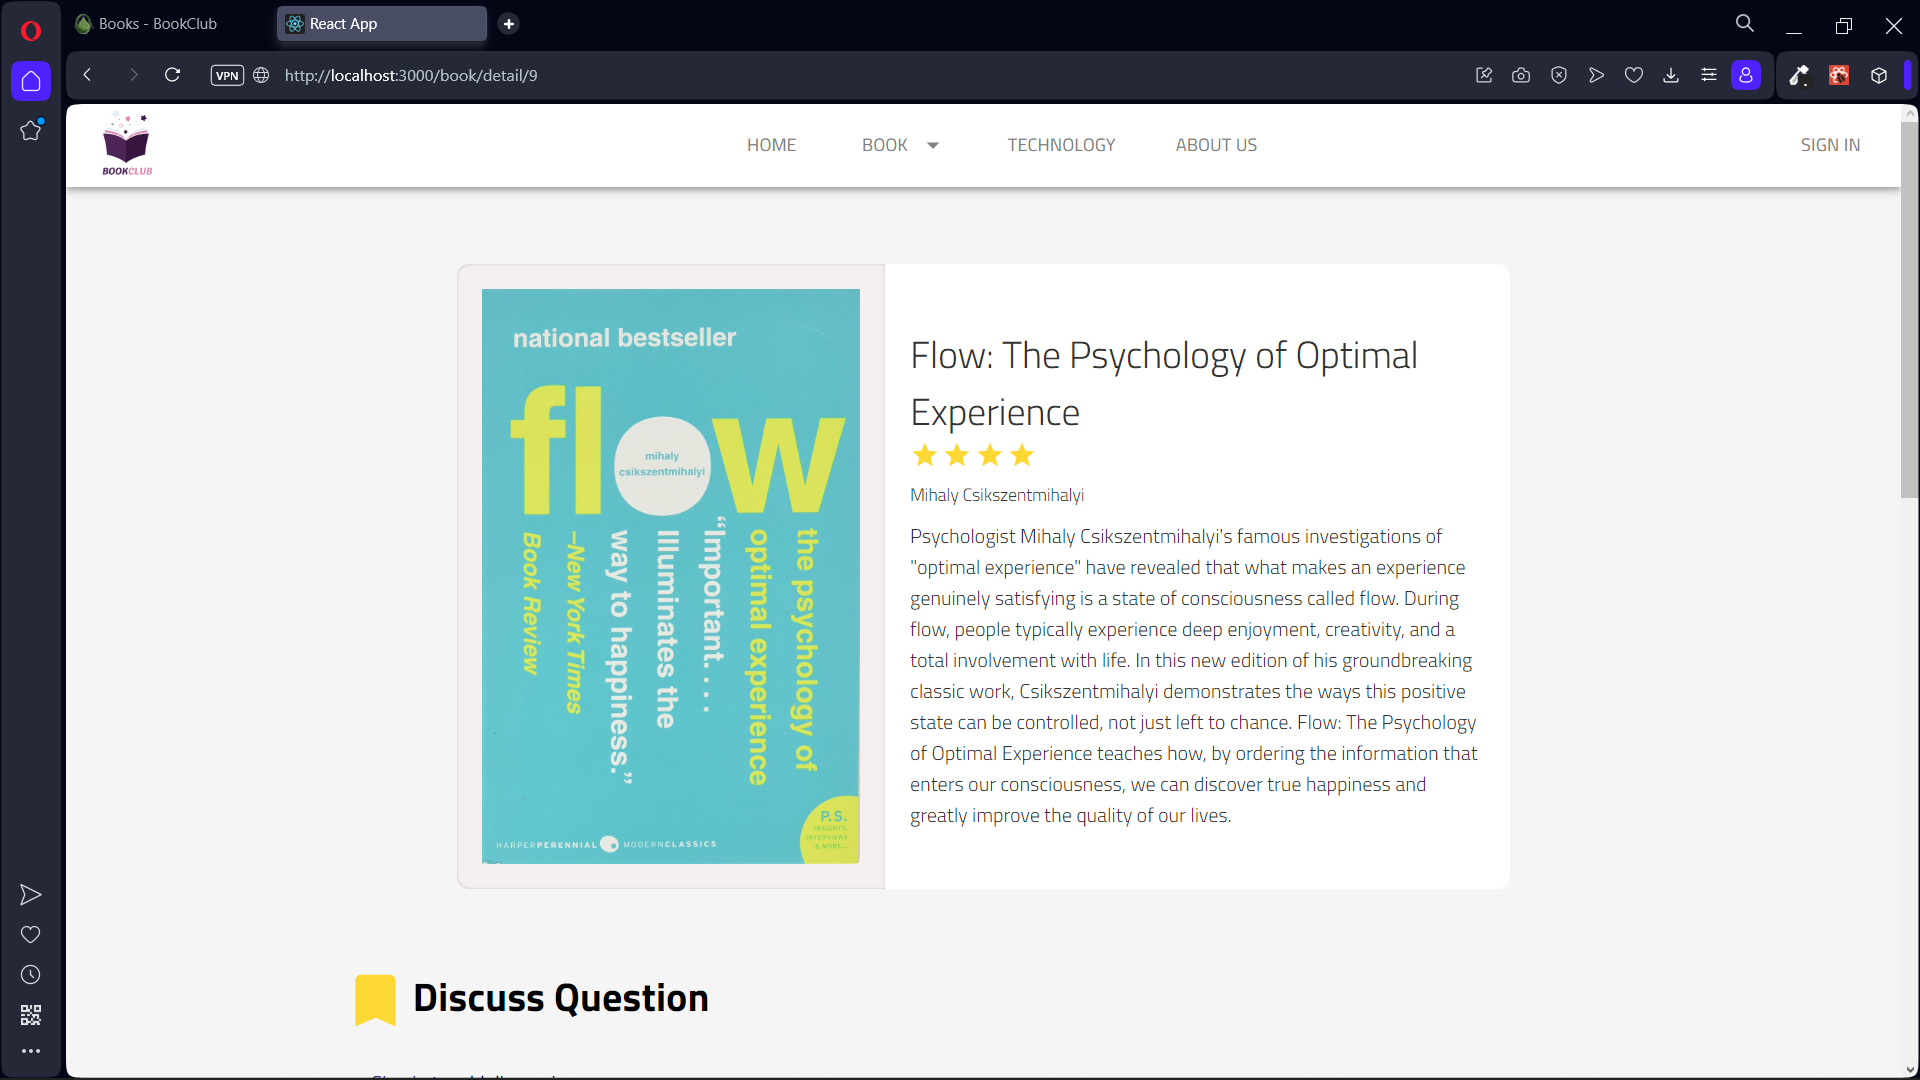 Books - BookClub
React App
VPN
http://localhost:3000/book/detail/9
BOOKCLUB
HOME
BOOK
TECHNOLOGY
ABOUT US
SIGN IN
national bestseller
flow
mihaly
csikszentmihalyi
the psychology of
optimal experience
“Important. . . .
Illuminates the
way to happiness.”
–New York Times
Book Review
P.S.
INSIGHTS,
INTERVIEWS
& MORE...
HARPERPERENNIAL MODERNCLASSICS
Flow: The Psychology of Optimal
Experience
Mihaly Csikszentmihalyi
Psychologist Mihaly Csikszentmihalyi's famous investigations of
"optimal experience" have revealed that what makes an experience
genuinely satisfying is a state of consciousness called flow. During
flow, people typically experience deep enjoyment, creativity, and a
total involvement with life. In this new edition of his groundbreaking
classic work, Csikszentmihalyi demonstrates the ways this positive
state can be controlled, not just left to chance. Flow: The Psychology
of Optimal Experience teaches how, by ordering the information that
enters our consciousness, we can discover true happiness and
greatly improve the quality of our lives.
Discuss Question